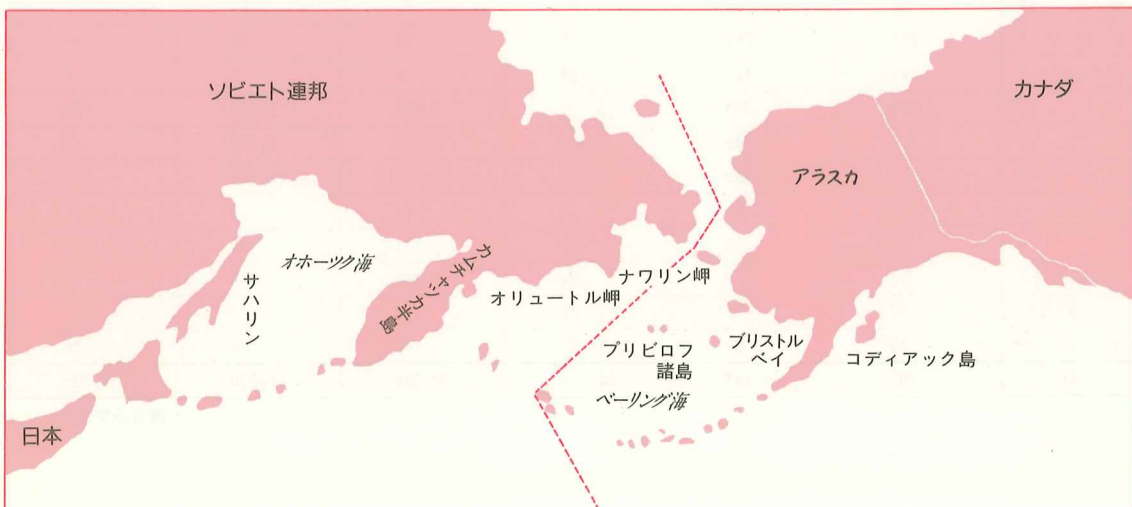 ソビエト連邦
カナダ
アラスカ
オホーツク海
サハリン
カムチャツカ半島
オリュートル岬
ナワリン岬
プリビロフ
諸島
ブリストル
ベイ
コディアック島
ベーリング海
日本